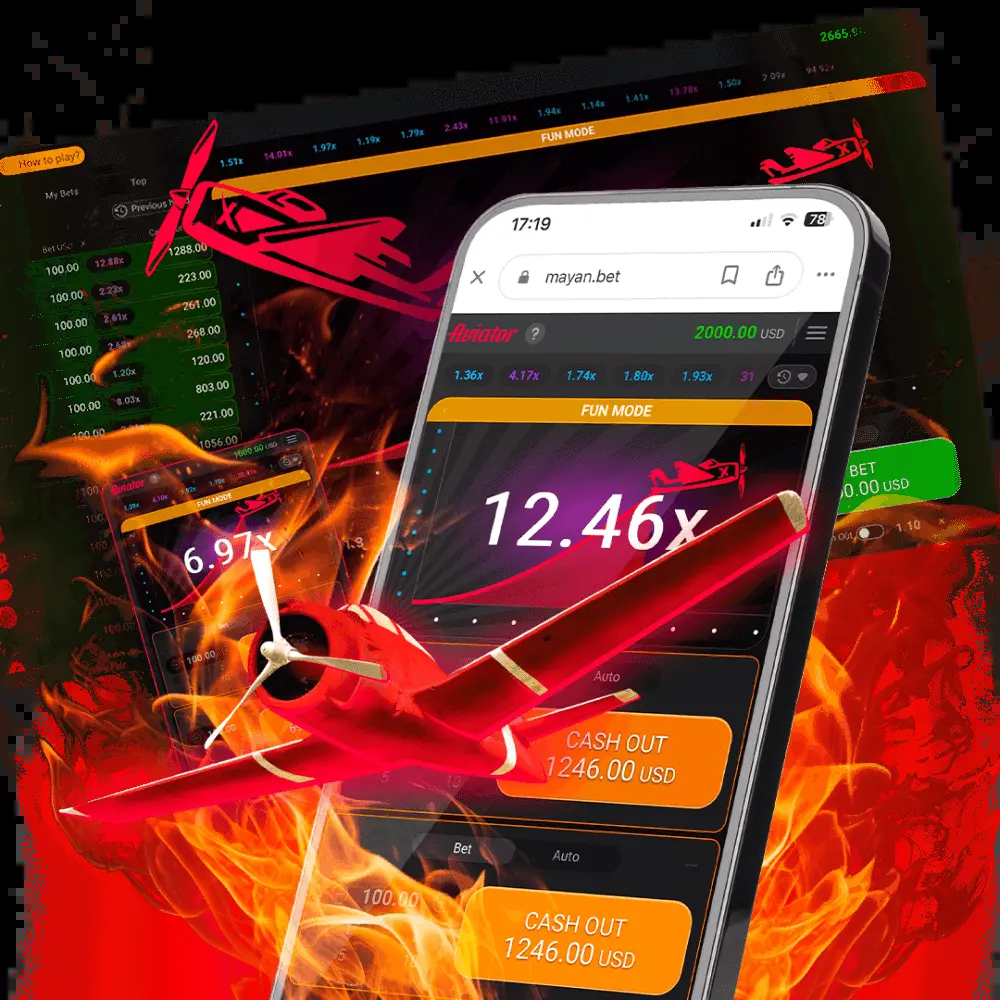 2665.9
1.51x 14.01x 1.97x 1.19x 1.79x 2.43x 11.91x 1.94x 1.14x 1.41x 13.78x 1.50x 2.09x 94.92x
FUN MODE
How to play?
My Bets Top
Previous
Bet USD x
100.00 12.88x 1288.00
100.00 2.23x 223.00
100.00 2.61x 261.00
100.00 2.68x 268.00
100.00 1.20x 120.00
100.00 8.03x 803.00
100.00 221.00
100.00 1056.00
17:19
78
mayan.bet
Aviator ?
2000.00 USD
1.36x 4.17x 1.74x 1.80x 1.93x 31
FUN MODE
12.46x
Auto
CASH OUT
1246.00 USD
Bet Auto
100.00
CASH OUT
1246.00 USD
Aviator
1000.00 USD
FUN MODE
6.97x
Bet
100.00
BET
0.00 USD
Out 1.10 x